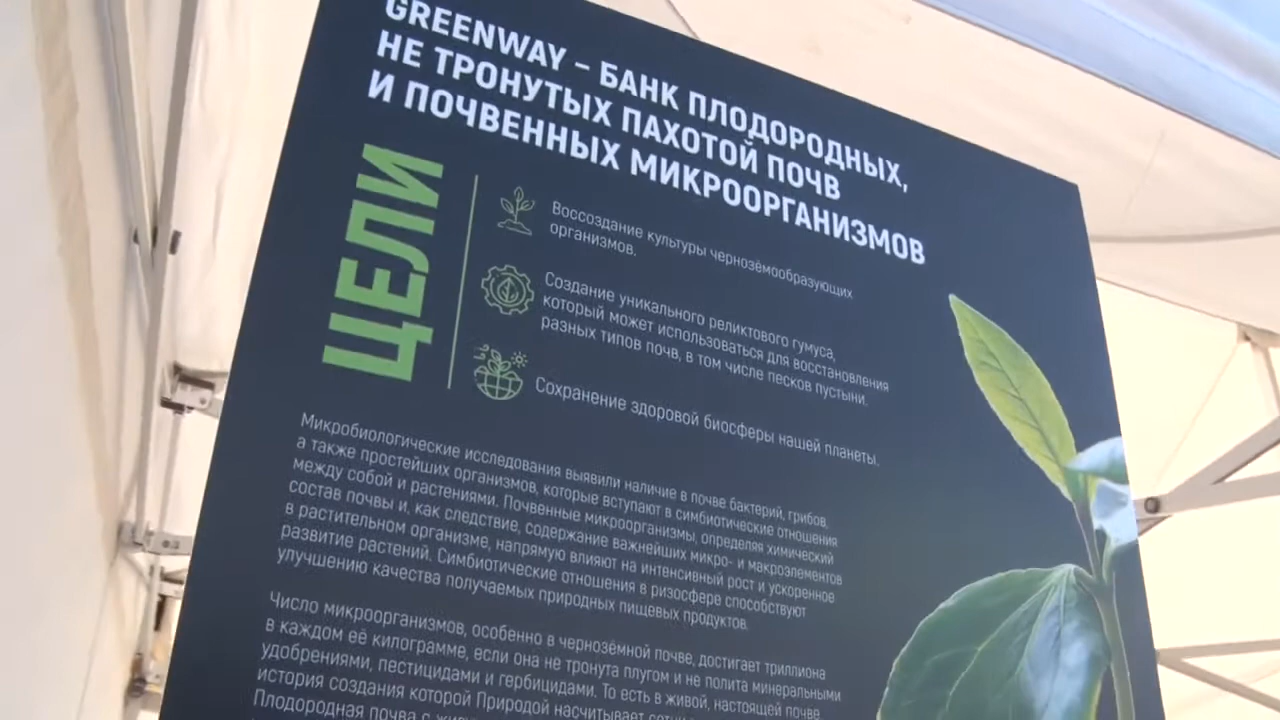 GREENWAY – БАНК ПЛОДОРОДНЫХ,
НЕ ТРОНУТЫХ ПАХОТОЙ ПОЧВ
И ПОЧВЕННЫХ МИКРООРГАНИЗМОВ
ЦЕЛИ
Воссоздание культуры чернозёмообразующих
организмов.
Создание уникального реликтового гумуса,
который может использоваться для восстановления
разных типов почв, в том числе песков пустыни.
Сохранение здоровой биосферы нашей планеты.
Микробиологические исследования выявили наличие в почве бактерий, грибов,
а также простейших организмов, которые вступают в симбиотические отношения
между собой и растениями. Почвенные микроорганизмы, определяя химический
состав почвы и, как следствие, содержание важнейших микро- и макроэлементов
в растительном организме, напрямую влияют на интенсивный рост и ускоренное
развитие растений. Симбиотические отношения в ризосфере способствуют
улучшению качества получаемых природных пищевых продуктов.
Число микроорганизмов, особенно в чернозёмной почве, достигает триллиона
в каждом её килограмме, если она не тронута плугом и не полита минеральными
удобрениями, пестицидами и гербицидами. То есть в живой, настоящей почве,
история создания которой Природой насчитывает
Плодородная почва с